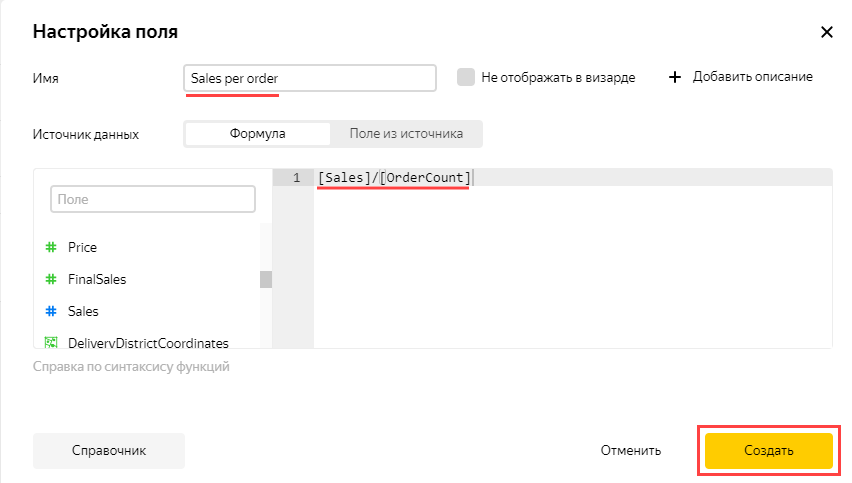 Настройка поля
Имя
Sales per order
Не отображать в визарде
Добавить описание
Источник данных
Формула
Поле из источника
1
[Sales]/[OrderCount]
Поле
Price
FinalSales
Sales
DeliveryDistrictCoordinates
Справка по синтаксису функций
Справочник
Отменить
Создать